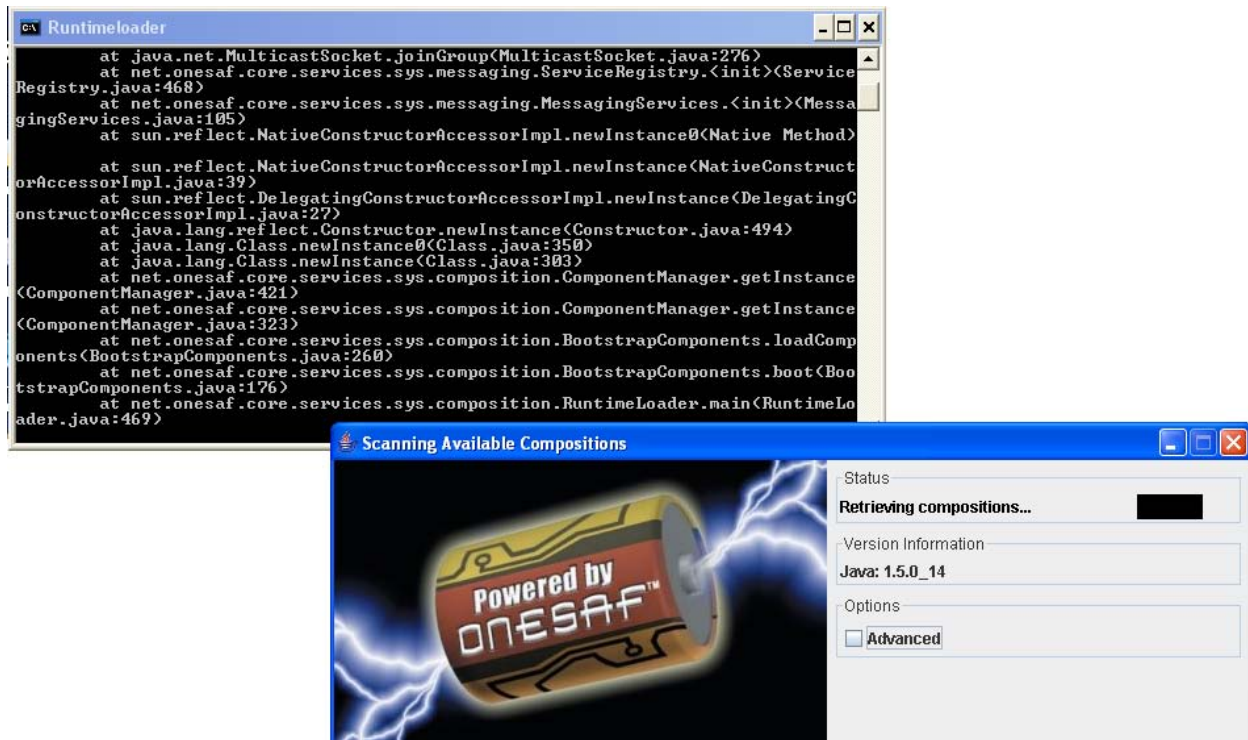 Runtimeloader
at java.net.MulticastSocket.joinGroup(MulticastSocket.java:276)
at net.onesaf.core.services.sys.messaging.ServiceRegistry.<init>(Service
Registry.java:468)
at net.onesaf.core.services.sys.messaging.MessagingServices.<init>(Messa
gingServices.java:105)
at sun.reflect.NativeConstructorAccessorImpl.newInstance0(Native Method)
at sun.reflect.NativeConstructorAccessorImpl.newInstance(NativeConstruct
orAccessorImpl.java:39)
at sun.reflect.DelegatingConstructorAccessorImpl.newInstance(DelegatingC
onstructorAccessorImpl.java:27)
at java.lang.reflect.Constructor.newInstance(Constructor.java:494)
at java.lang.Class.newInstance0(Class.java:350)
at java.lang.Class.newInstance(Class.java:303)
at net.onesaf.core.services.sys.composition.ComponentManager.getInstance
(ComponentManager.java:421)
at net.onesaf.core.services.sys.composition.ComponentManager.getInstance
(ComponentManager.java:323)
at net.onesaf.core.services.sys.composition.BootstrapComponents.loadComp
onents(BootstrapComponents.java:260)
at net.onesaf.core.services.sys.composition.BootstrapComponents.boot(Boo
tstrapComponents.java:176)
at net.onesaf.core.services.sys.composition.RuntimeLoader.main(RuntimeLo
ader.java:469)
Scanning Available Compositions
Powered by
ONESAF™
Status
Retrieving compositions...
Version Information
Java: 1.5.0_14
Options
Advanced